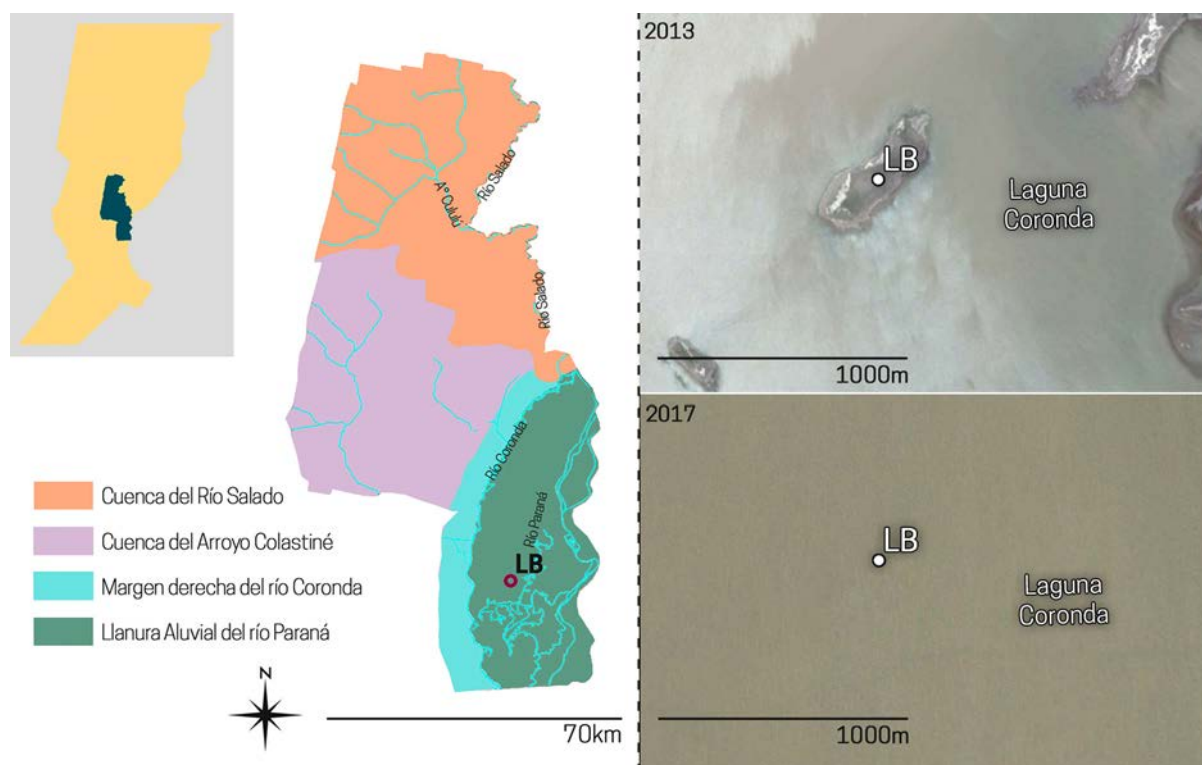 Río Salado
A° Cululú
Río Salado
Río Coronda
Río Paraná
LB
Cuenca del Río Salado
Cuenca del Arroyo Colastiné
Margen derecha del río Coronda
Llanura Aluvial del río Paraná
N
70km
2013
LB
Laguna
Coronda
1000m
2017
LB
Laguna
Coronda
1000m